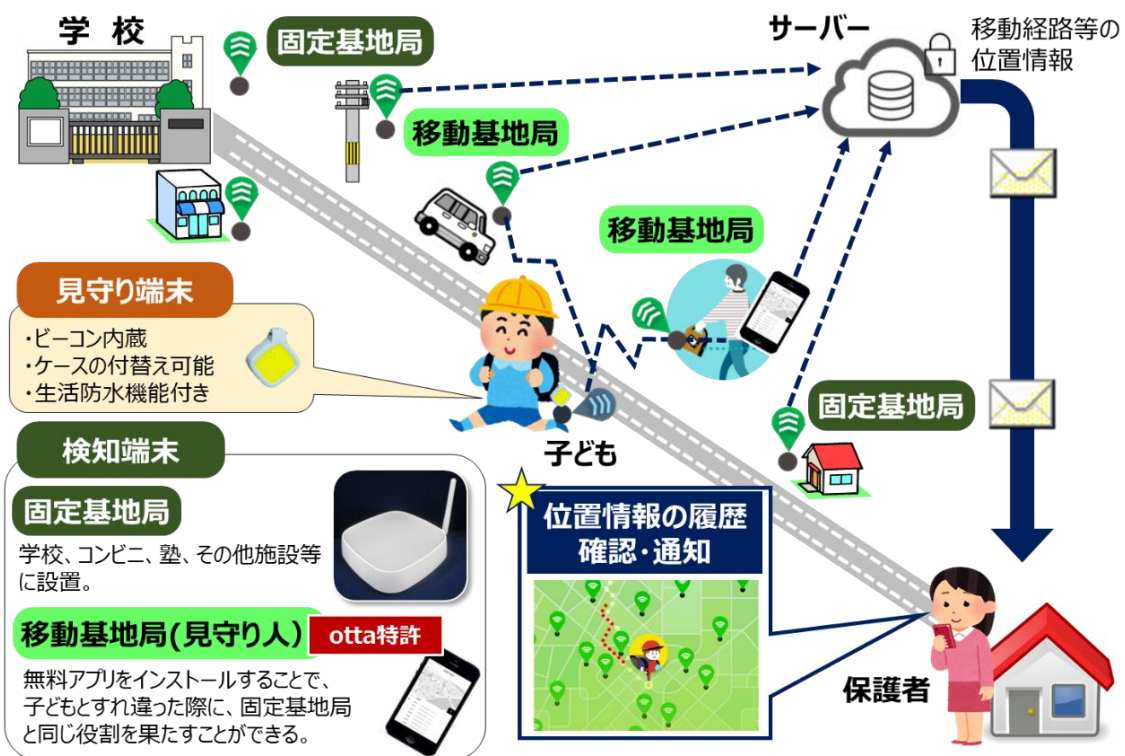 学校
固定基地局
サーバー
移動経路等の
位置情報
移動基地局
移動基地局
見守り端末
・ビーコン内蔵
・ケースの付替え可能
・生活防水機能付き
固定基地局
子ども
検知端末
固定基地局
学校、コンビニ、塾、その他施設等
に設置。
移動基地局(見守り人)
otta特許
無料アプリをインストールすることで、
子どもとすれ違った際に、固定基地局
と同じ役割を果たすことができる。
位置情報の履歴
確認・通知
保護者